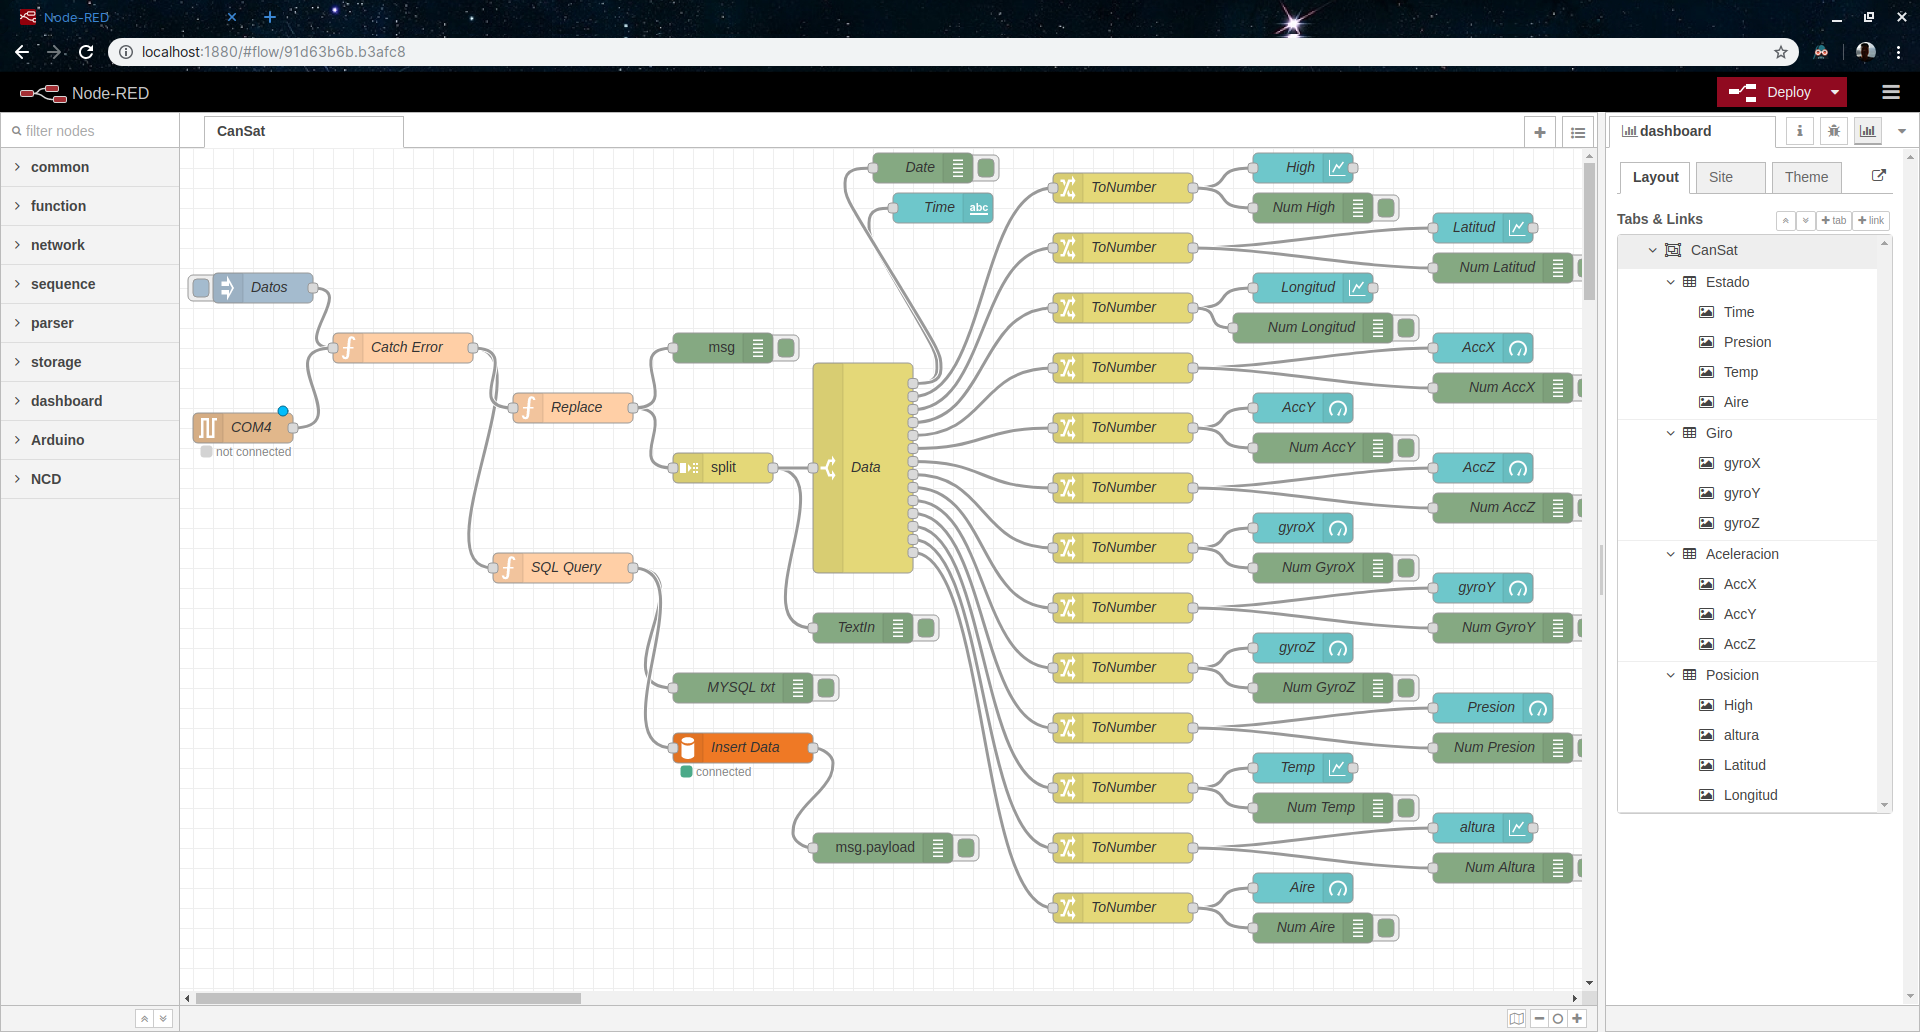 Node-RED
localhost:1880/#flow/91d63b6b.b3afc8
Node-RED
Deploy
filter nodes
common
function
network
sequence
parser
storage
dashboard
Arduino
NCD
CanSat
Datos
COM4
not connected
Catch Error
Replace
SQL Query
msg
split
Data
TextIn
MYSQL txt
Insert Data
connected
msg.payload
Date
Time
abc
ToNumber
High
Num High
ToNumber
Latitud
Num Latitud
ToNumber
Longitud
Num Longitud
ToNumber
AccX
Num AccX
ToNumber
AccY
Num AccY
ToNumber
AccZ
Num AccZ
ToNumber
gyroX
Num GyroX
ToNumber
gyroY
Num GyroY
ToNumber
gyroZ
Num GyroZ
ToNumber
Presion
Num Presion
ToNumber
Temp
Num Temp
ToNumber
altura
Num Altura
ToNumber
Aire
Num Aire
dashboard
i
Layout
Site
Theme
Tabs & Links
tab
link
CanSat
Estado
Time
Presion
Temp
Aire
Giro
gyroX
gyroY
gyroZ
Aceleracion
AccX
AccY
AccZ
Posicion
High
altura
Latitud
Longitud